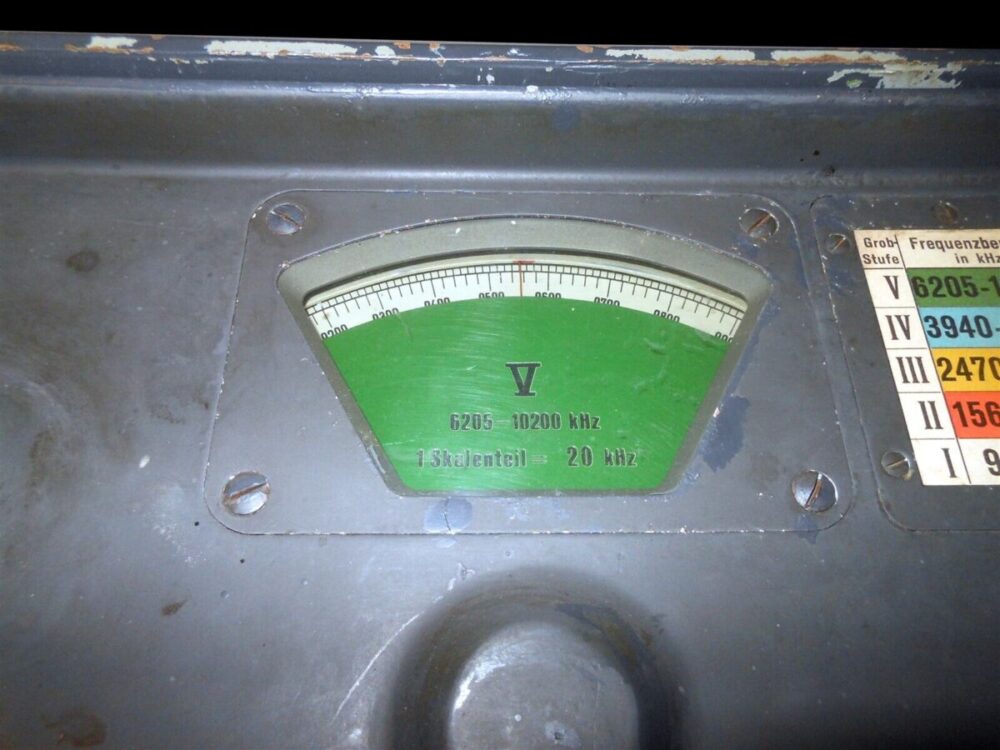 V
6205–10200 kHz
1 Skalenteil = 20 kHz
Grob-
Stufe
Frequenzbe
in kHz
V 6205-1
IV 3940-
III 2470
II 156
I 9